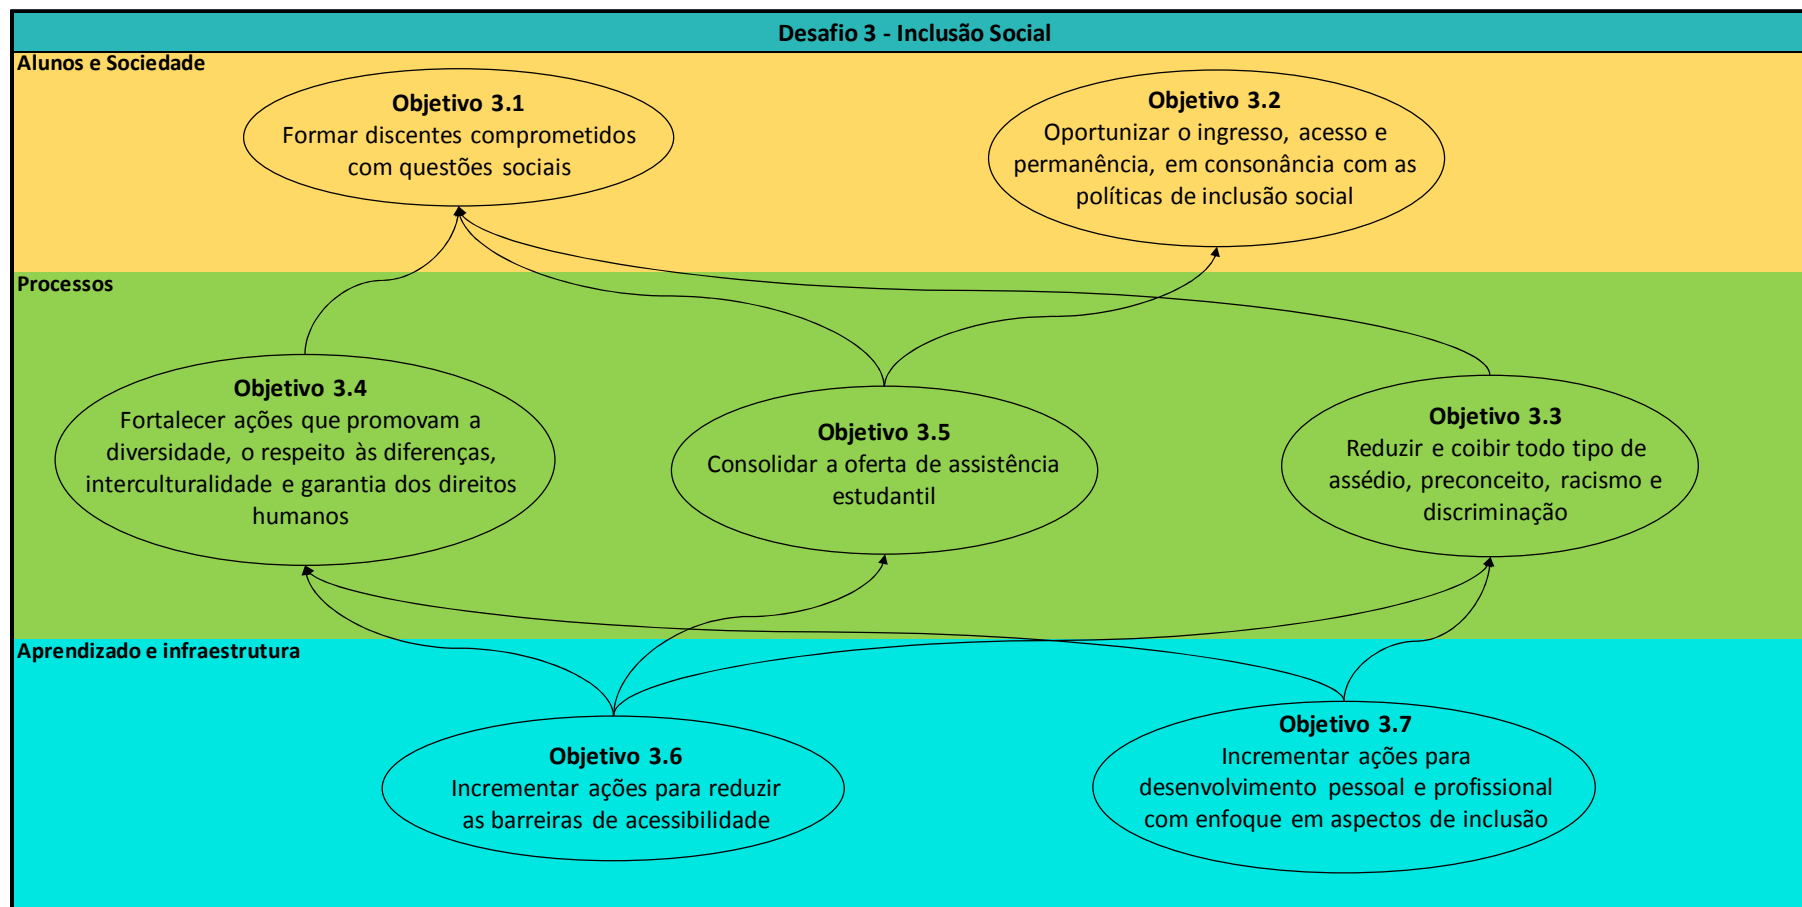 Desafio 3 - Inclusão Social
Alunos e Sociedade
Objetivo 3.1
Formar discentes comprometidos
com questões sociais
Objetivo 3.2
Oportunizar o ingresso, acesso e
permanência, em consonância com as
políticas de inclusão social
Processos
Objetivo 3.4
Fortalecer ações que promovam a
diversidade, o respeito às diferenças,
interculturalidade e garantia dos direitos
humanos
Objetivo 3.5
Consolidar a oferta de assistência
estudantil
Objetivo 3.3
Reduzir e coibir todo tipo de
assédio, preconceito, racismo e
discriminação
Aprendizado e infraestrutura
Objetivo 3.6
Incrementar ações para reduzir
as barreiras de acessibilidade
Objetivo 3.7
Incrementar ações para
desenvolvimento pessoal e profissional
com enfoque em aspectos de inclusão